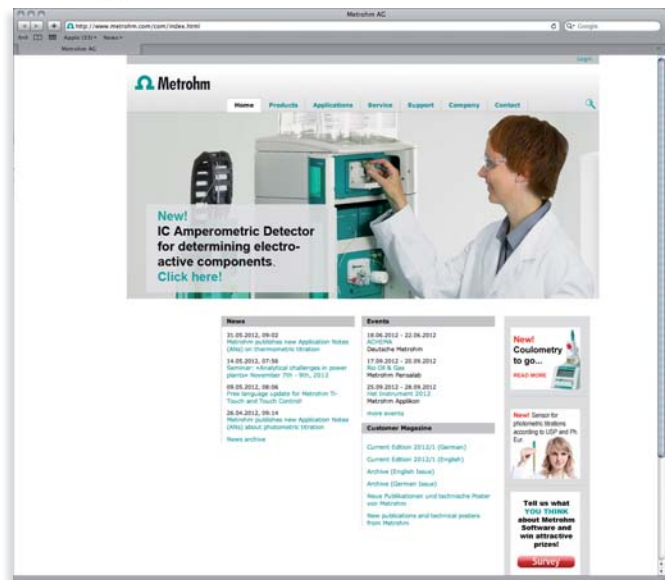 Metrohm AG
http://www.metrohm.com/com/index.html
Google
Apple (33) News
Metrohm AG
Login
Metrohm
Home Products Applications Service Support Company Contact
New!
IC Amperometric Detector
for determining electro-
active components.
Click here!
News
31.05.2012, 09:02
Metrohm publishes new Application Notes
(ANs) on thermometric titration
14.05.2012, 07:56
Seminar: «Analytical challenges in power
plants» November 7th - 9th, 2012
09.05.2012, 08:06
Free language update for Metrohm Ti-
Touch and Touch Control
26.04.2012, 09:14
Metrohm publishes new Application Notes
(ANs) about photometric titration
News archive
Events
18.06.2012 - 22.06.2012
ACHEMA
Deutsche Metrohm
17.09.2012 - 20.09.2012
Rio Oil & Gas
Metrohm Pensalab
25.09.2012 - 28.09.2012
Het Instrument 2012
Metrohm Applikon
more events
Customer Magazine
Current Edition 2012/1 (German)
Current Edition 2012/1 (English)
Archive (English Issue)
Archive (German Issue)
Neue Publikationen und technische Poster
von Metrohm
New publications and technical posters
from Metrohm
New!
Coulometry
to go...
READ MORE
New! Sensor for
photometric titrations
according to USP and Ph.
Eur.
Tell us what
YOU THINK
about Metrohm
Software and
win attractive
prizes!
Survey